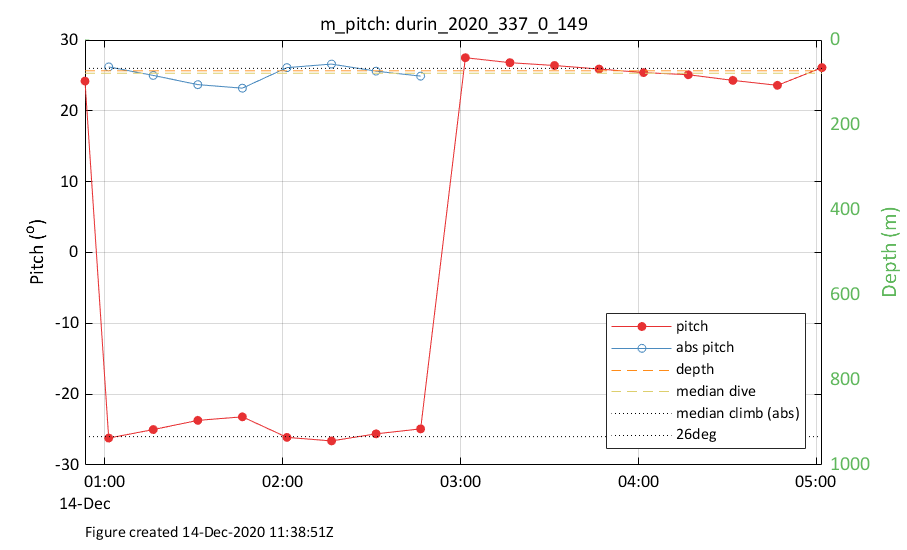 m_pitch: durin_2020_337_0_149
30
20
10
0
-10
-20
-30
Pitch (o)
0
200
400
600
800
1000
Depth (m)
pitch
abs pitch
depth
median dive
median climb (abs)
26deg
01:00
02:00
03:00
04:00
05:00
14-Dec
Figure created 14-Dec-2020 11:38:51Z